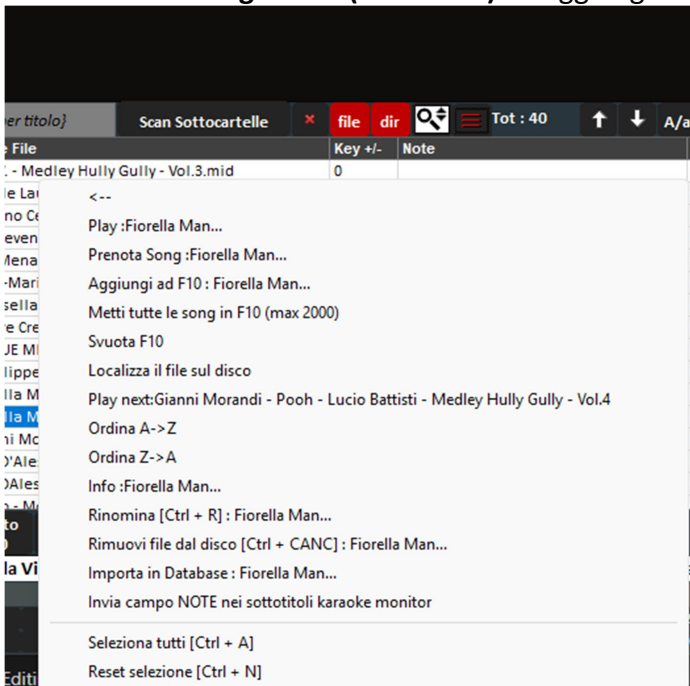 er titolo} Scan Sottocartelle × file dir Tot : 40 A/a
File Key +/- Note
- Medley Hully Gully - Vol.3.mid 0
<--
Play :Fiorella Man...
Prenota Song :Fiorella Man...
Aggiungi ad F10 : Fiorella Man...
Metti tutte le song in F10 (max 2000)
Svuota F10
Localizza il file sul disco
Play next:Gianni Morandi - Pooh - Lucio Battisti - Medley Hully Gully - Vol.4
Ordina A->Z
Ordina Z->A
Info :Fiorella Man...
Rinomina [Ctrl + R] : Fiorella Man...
Rimuovi file dal disco [Ctrl + CANC] : Fiorella Man...
Importa in Database : Fiorella Man...
Invia campo NOTE nei sottotitoli karaoke monitor
Seleziona tutti [Ctrl + A]
Reset selezione [Ctrl + N]